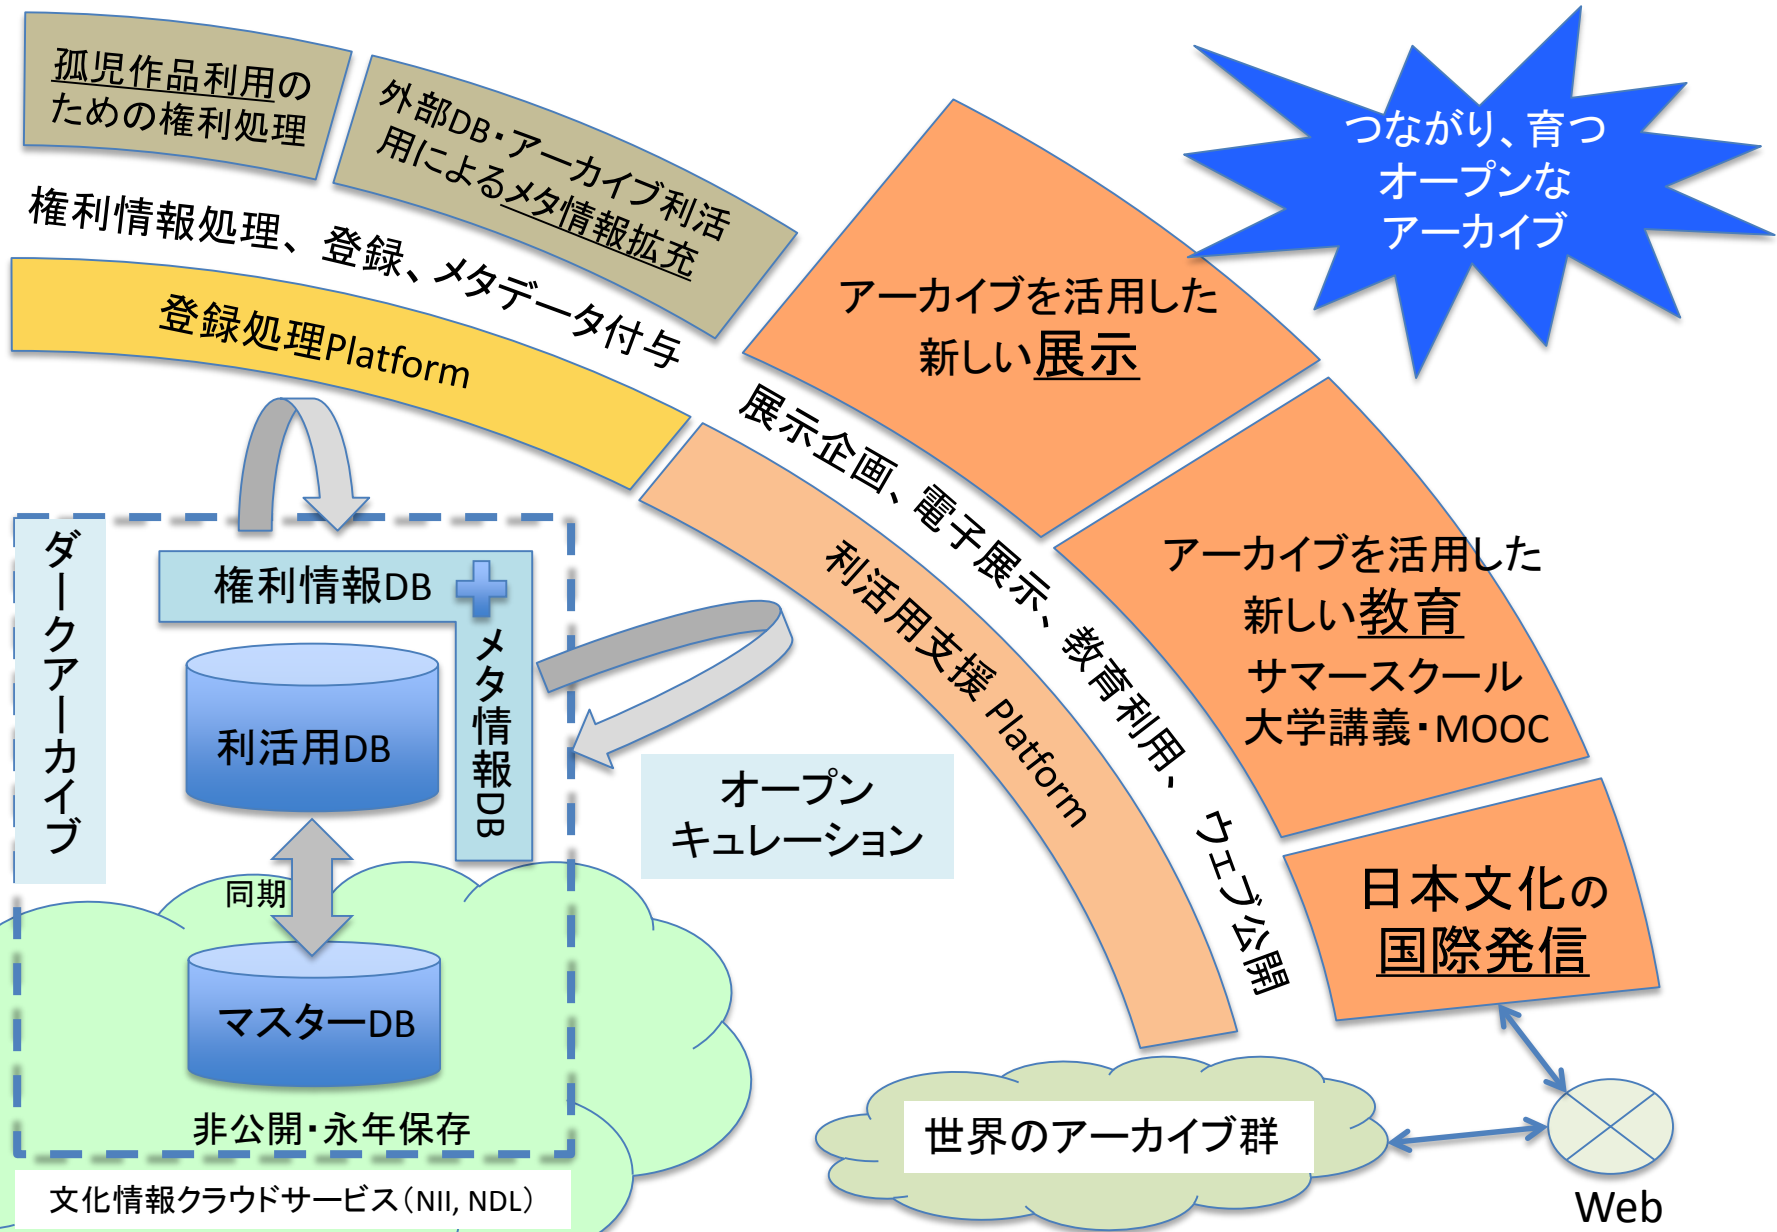 孤児作品利用の
ための権利処理
外部DB・アーカイブ利活
用によるメタ情報拡充
権利情報処理、登録、メタデータ付与
登録処理Platform
つながり、育つ
オープンな
アーカイブ
アーカイブを活用した
新しい展示
展示企画、電子展示、教育利用、ウェブ公開
利活用支援 Platform
アーカイブを活用した
新しい教育
サマースクール
大学講義・MOOC
日本文化の
国際発信
ダークアーカイブ
権利情報DB
メタ情報DB
利活用DB
オープン
キュレーション
同期
マスターDB
非公開・永年保存
文化情報クラウドサービス(NII, NDL)
世界のアーカイブ群
Web